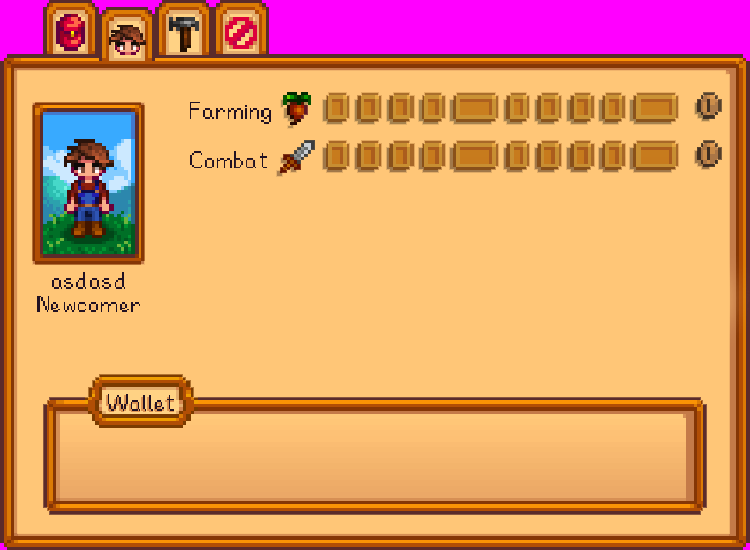 Farming
Combat
asdasd
Newcomer
Wallet